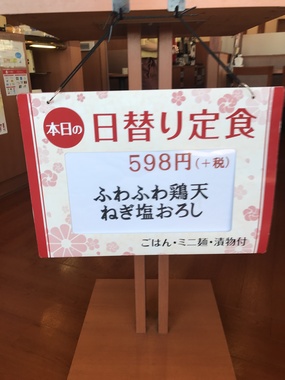 本日の
日替り定食
598円(+税)
ふわふわ鶏天
ねぎ塩おろし
ごはん・ミニ麺・漬物付